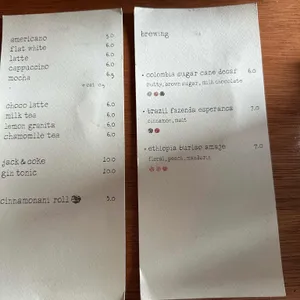 americano 5.0
flat white 6.0
latte 6.0
cappuccino 6.0
mocha 6.5
choco latte 6.0
milk tea 6.0
lemon granita 6.0
chamomile tea 6.0
jack & coke 10.0
gin tonic 10.0
cinnamonani roll 5.0
brewing
• colombia sugar cane decaf 6.0
nutty, brown sugar, milk chocolate
• brazil fazenda esperanca 7.0
cinnamon, malt
• ethiopia buriso amaje 7.0
floral, peach, mandarin